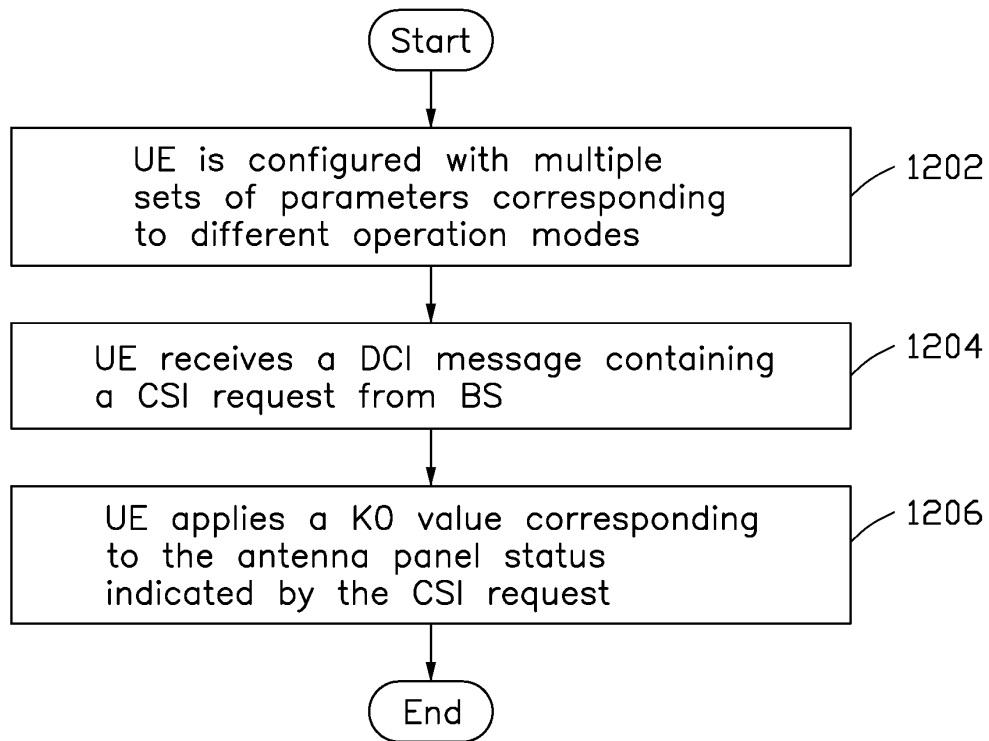 Start
UE is configured with multiple
sets of parameters corresponding
to different operation modes
1202
UE receives a DCI message containing
a CSI request from BS
1204
UE applies a K0 value corresponding
to the antenna panel status
indicated by the CSI request
1206
End